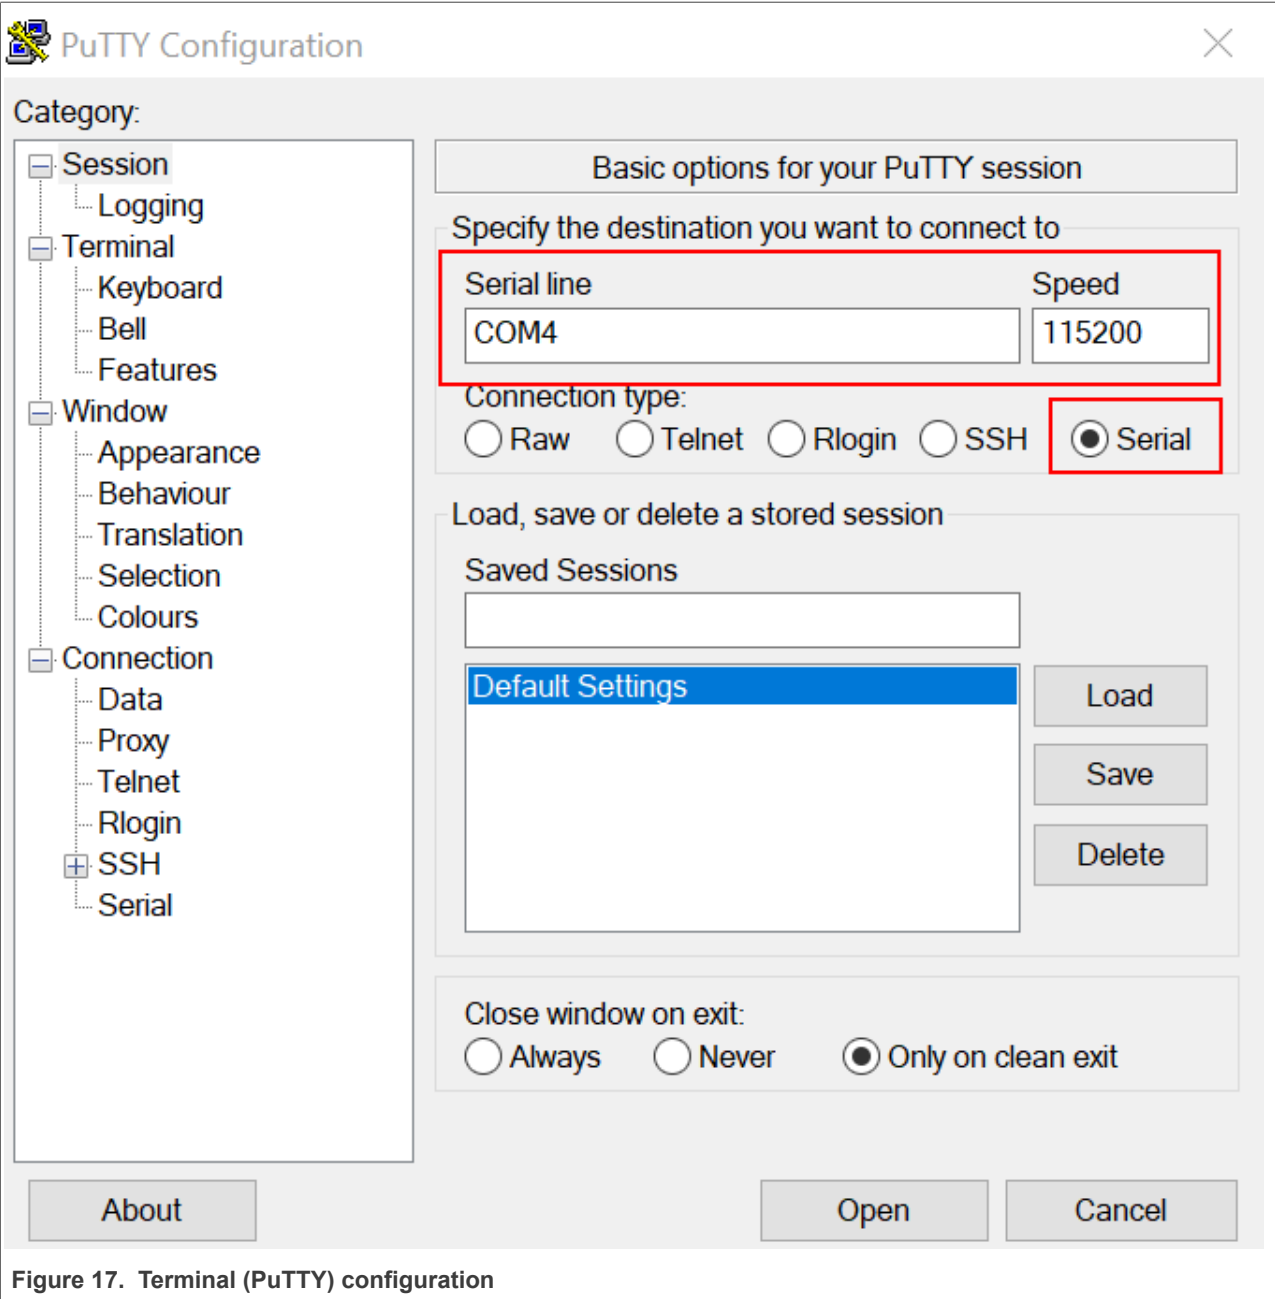 PuTTY Configuration
Category:
Session
Logging
Terminal
Keyboard
Bell
Features
Window
Appearance
Behaviour
Translation
Selection
Colours
Connection
Data
Proxy
Telnet
Rlogin
SSH
Serial
Basic options for your PuTTY session
Specify the destination you want to connect to
Serial line Speed
COM4 115200
Connection type:
Raw Telnet Rlogin SSH Serial
Load, save or delete a stored session
Saved Sessions
Default Settings
Load
Save
Delete
Close window on exit:
Always Never Only on clean exit
About Open Cancel
Figure 17. Terminal (PuTTY) configuration